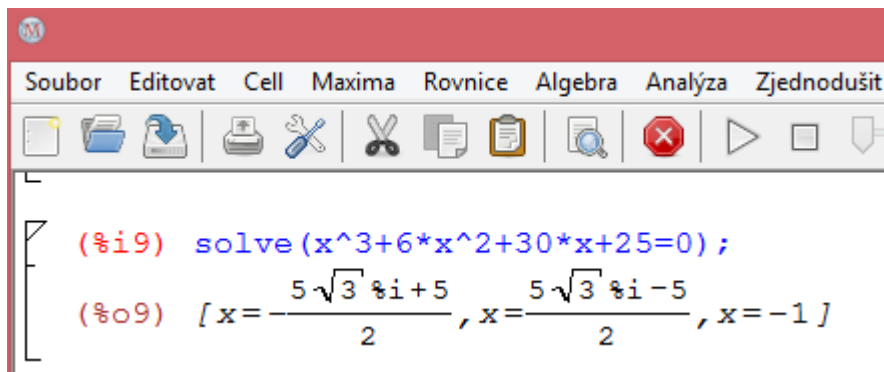 Soubor Editovat Cell Maxima Rovnice Algebra Analýza Zjednodušit
(%i9) solve(x^3+6*x^2+30*x+25=0);
(%o9) [x=-(5√3 %i+5)/2, x=(5√3 %i-5)/2, x=-1]